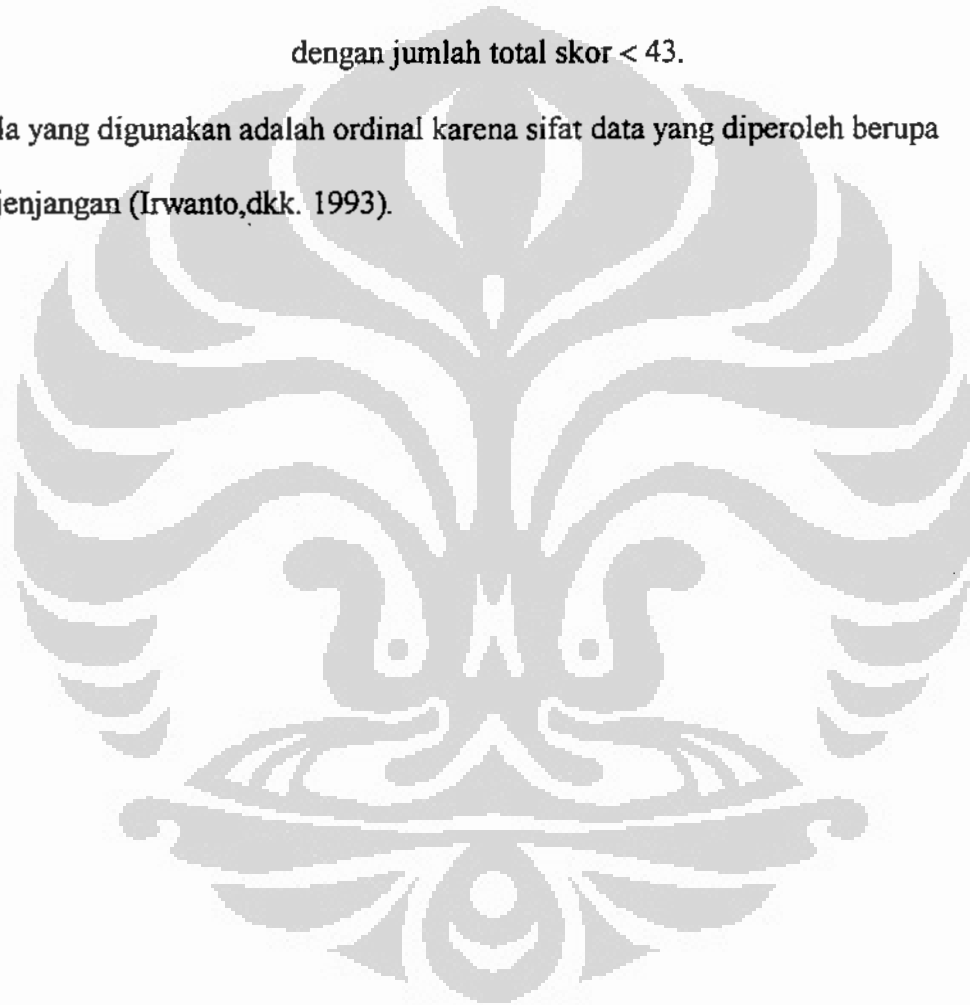 dengan jumlah total skor < 43.
la yang digunakan adalah ordinal karena sifat data yang diperoleh berupa
jenjangan (Irwanto,dkk. 1993).